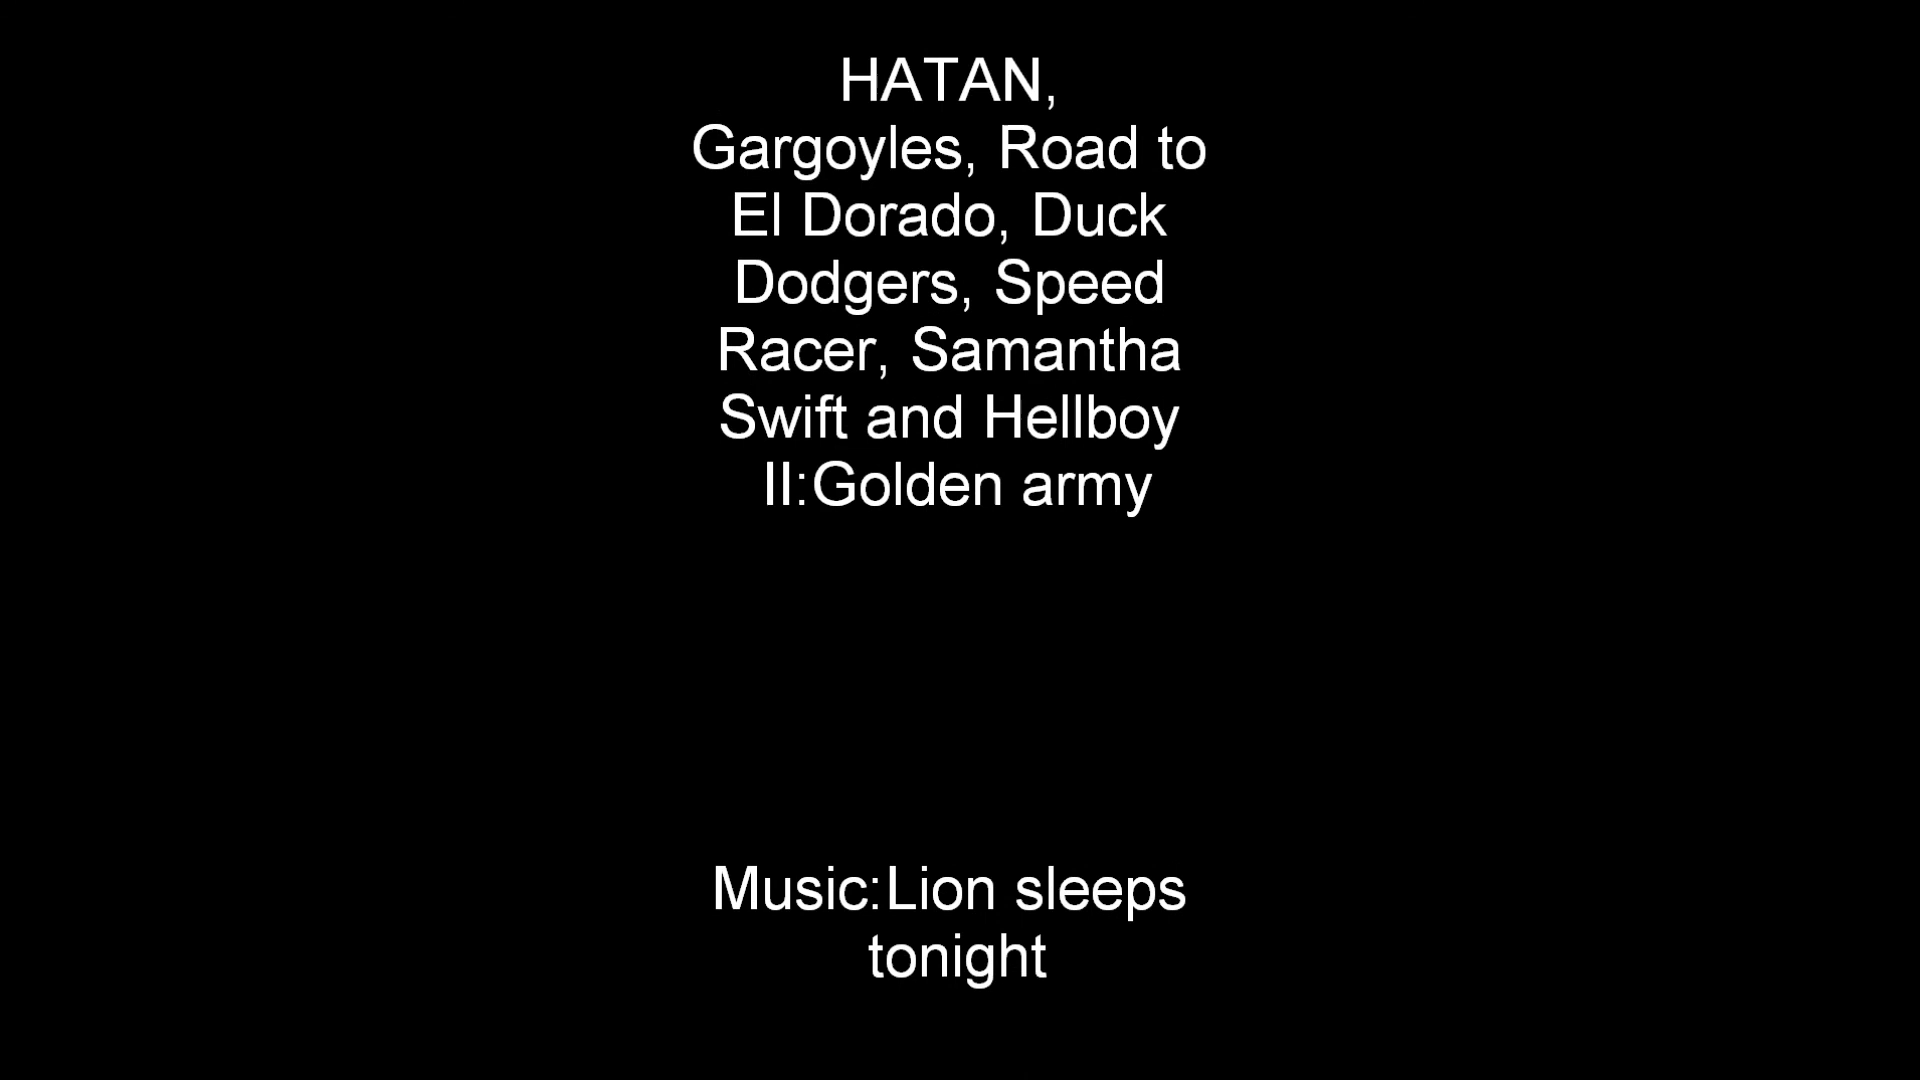 HATAN,
Gargoyles, Road to
El Dorado, Duck
Dodgers, Speed
Racer, Samantha
Swift and Hellboy
II:Golden army
Music:Lion sleeps
tonight